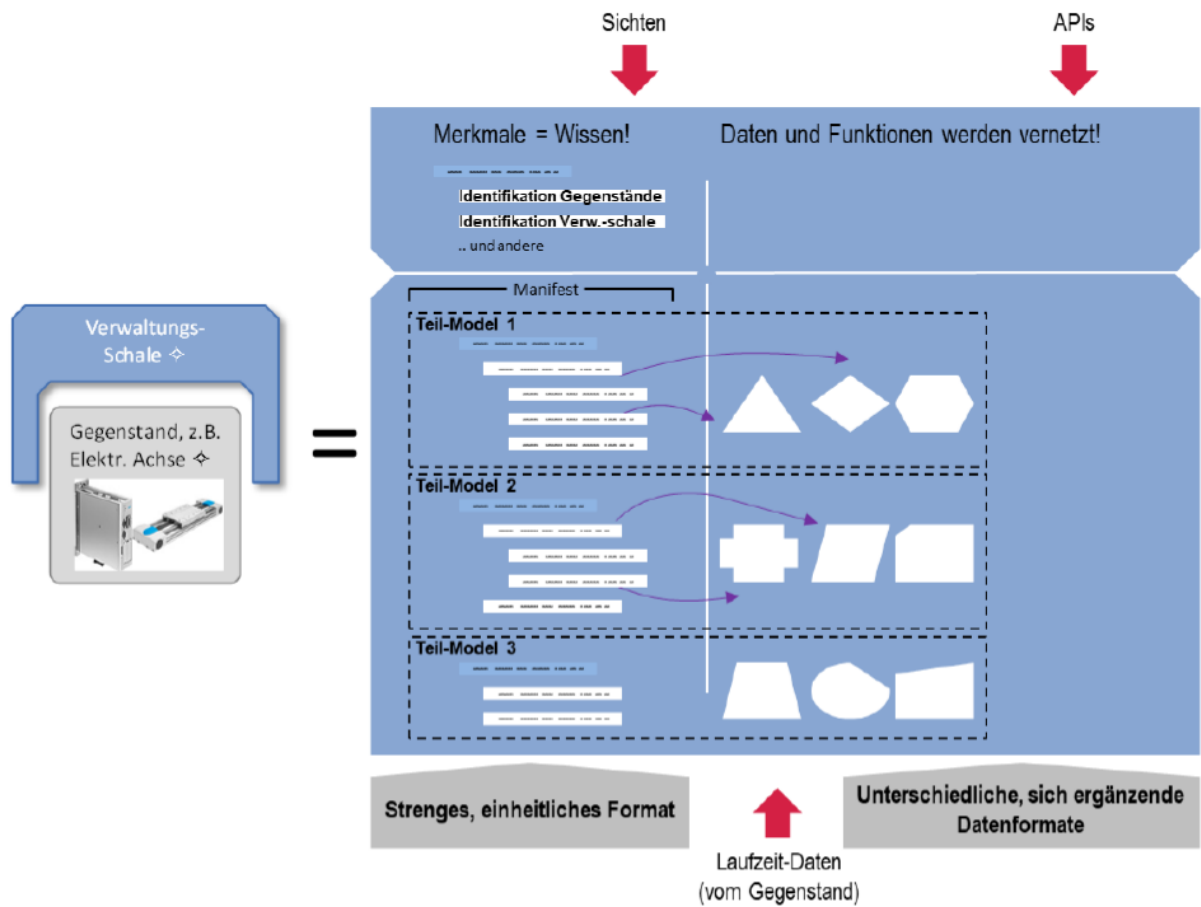 Sichten
APIs
Merkmale = Wissen!
Daten und Funktionen werden vernetzt!
Identifikation Gegenstände
Identifikation Verw.-schale
.. und andere
Manifest
Teil-Model 1
Verwaltungs-
Schale
Gegenstand, z.B.
Elektr. Achse
=
Teil-Model 2
Teil-Model 3
Strenges, einheitliches Format
Unterschiedliche, sich ergänzende
Datenformate
Laufzeit-Daten
(vom Gegenstand)